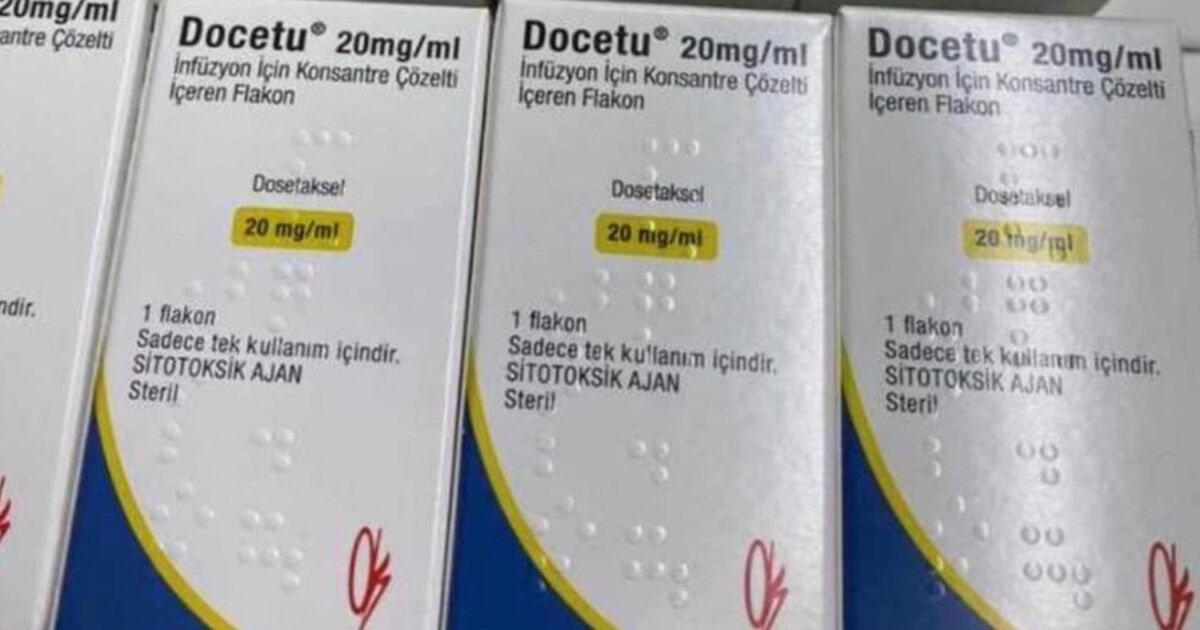 20mg/ml
ntre Çözelti
ndir.
Docetu® 20mg/ml
İnfüzyon İçin Konsantre Çözelti
İçeren Flakon
Dosetaksel
20 mg/ml
1 flakon
Sadece tek kullanım içindir.
SİTOTOKSİK AJAN
Steril
Docetu® 20mg/ml
İnfüzyon İçin Konsantre Çözelti
İçeren Flakon
Dosetaksel
20 mg/ml
1 flakon
Sadece tek kullanım içindir.
SİTOTOKSİK AJAN
Steril
Docetu® 20mg/ml
İnfüzyon İçin Konsantre Çözelti
İçeren Flakon
Dosetaksel
20 mg/ml
1 flakon
Sadece tek kullanım içindir.
SİTOTOKSİK AJAN
Steril